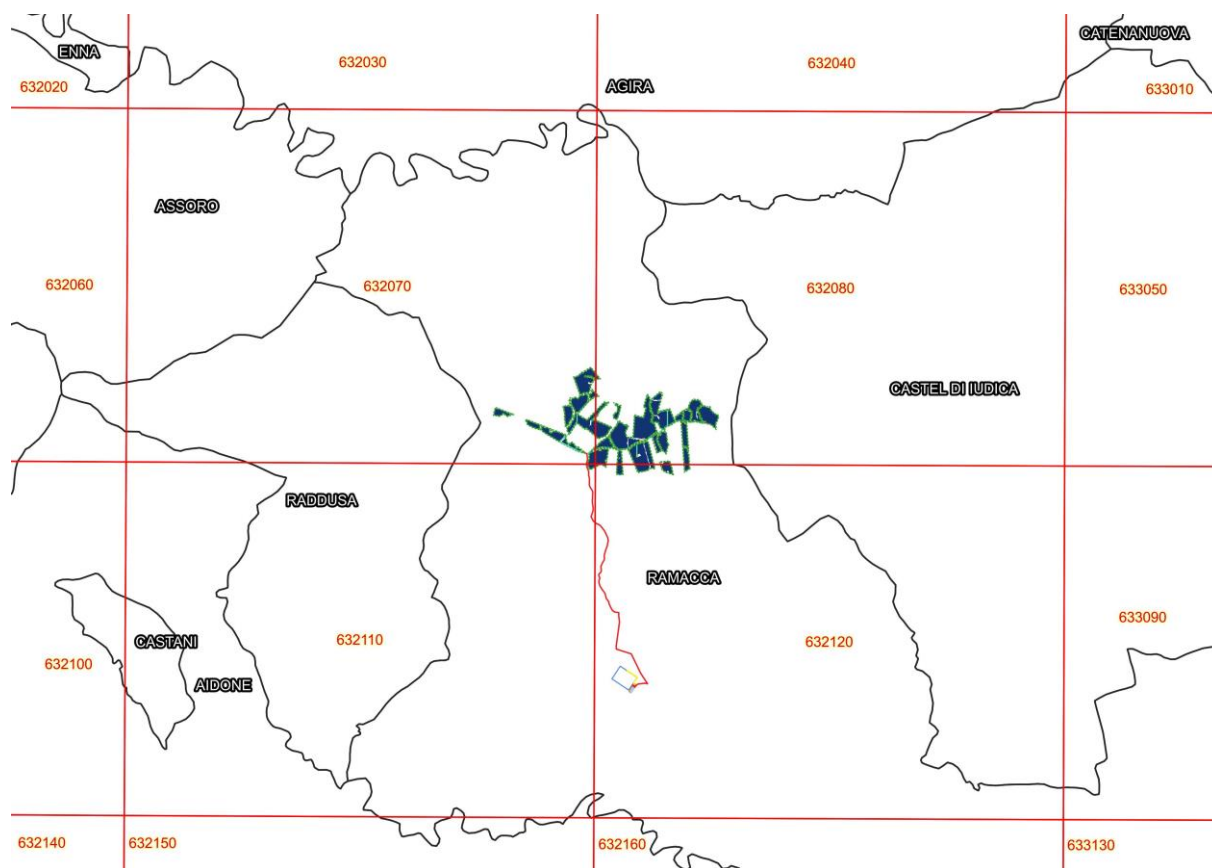 CATENANUOVA
ENNA
632030
632040
632020
AGIRA
633010
ASSORO
632060
632070
632080
633050
CASTEL DI IUDICA
RADDUSA
RAMACCA
633090
CASTANI
632110
632120
632100
AIDONE
632140
632150
632160
633130